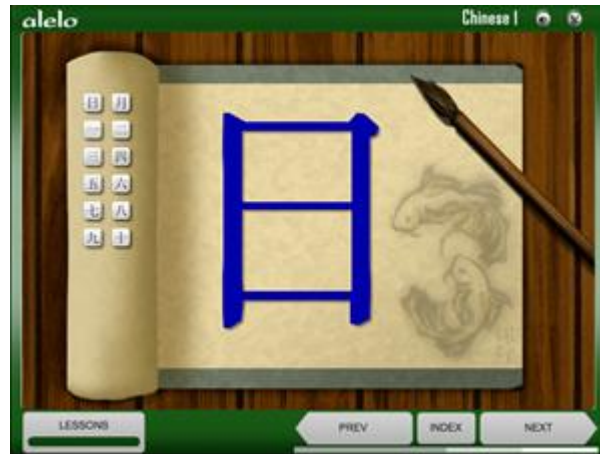 alelo
Chinese I
日 月
一 二
三 四
五 六
七 八
九 十
日
LESSONS
PREV
INDEX
NEXT